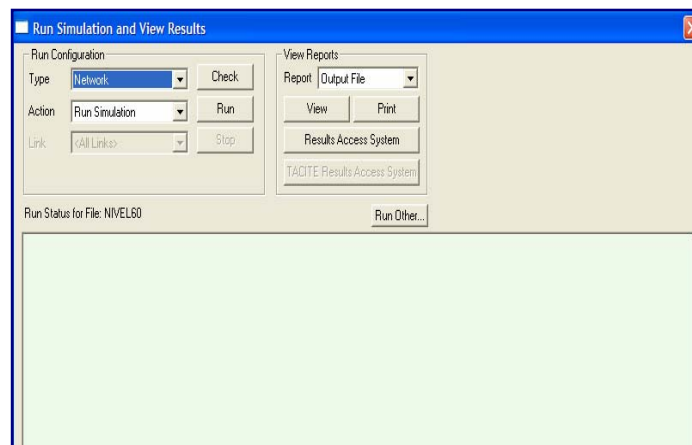 Run Simulation and View Results
Run Configuration
Type Network Check
Action Run Simulation Run
Link <All Links> Stop
View Reports
Report Output File
View Print
Results Access System
TACITE Results Access System
Run Status for File: NIVEL60
Run Other...